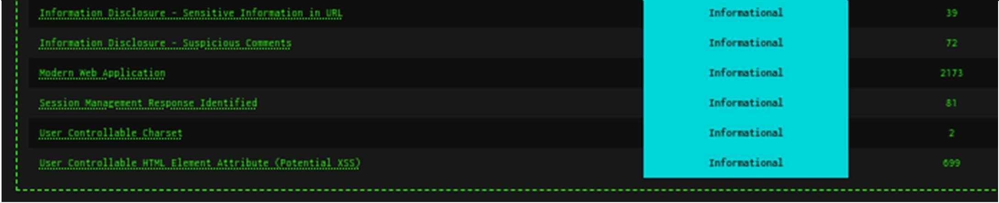 Information Disclosure - Sensitive Information in URL Informational 39
Information Disclosure - Suspicious Comments Informational 72
Modern Web Application Informational 2173
Session Management Response Identified Informational 81
User Controllable Charset Informational 2
User Controllable HTML Element Attribute (Potential XSS) Informational 699